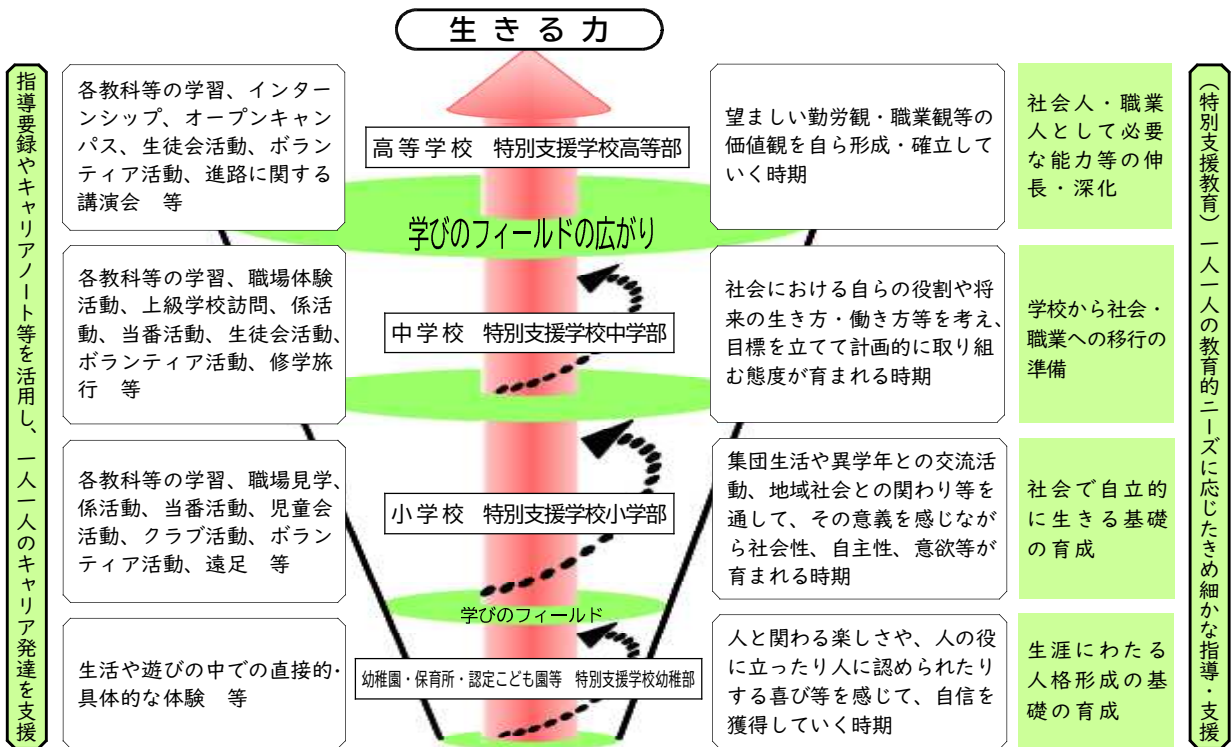 生きる力
指導要録やキャリアノート等を活用し、一人一人のキャリア発達を支援
各教科等の学習、インター
ンシップ、オープンキャン
パス、生徒会活動、ボラン
ティア活動、進路に関する
講演会　等
高等学校　特別支援学校高等部
望ましい勤労観・職業観等の
価値観を自ら形成・確立して
いく時期
社会人・職業
人として必要
な能力等の伸
長・深化
学びのフィールドの広がり
各教科等の学習、職場体験
活動、上級学校訪問、係活
動、当番活動、生徒会活動、
ボランティア活動、修学旅
行　等
中学校　特別支援学校中学部
社会における自らの役割や将
来の生き方・働き方等を考え、
目標を立てて計画的に取り組
む態度が育まれる時期
学校から社会・
職業への移行の
準備
各教科等の学習、職場見学、
係活動、当番活動、児童会
活動、クラブ活動、ボラン
ティア活動、遠足　等
小学校　特別支援学校小学部
集団生活や異学年との交流活
動、地域社会との関わり等を
通して、その意義を感じなが
ら社会性、自主性、意欲等が
育まれる時期
社会で自立的
に生きる基礎
の育成
学びのフィールド
生活や遊びの中での直接的・
具体的な体験　等
幼稚園・保育所・認定こども園等　特別支援学校幼稚部
人と関わる楽しさや、人の役
に立ったり人に認められたり
する喜び等を感じて、自信を
獲得していく時期
生涯にわたる
人格形成の基
礎の育成
（特別支援教育）一人一人の教育的ニーズに応じたきめ細かな指導・支援